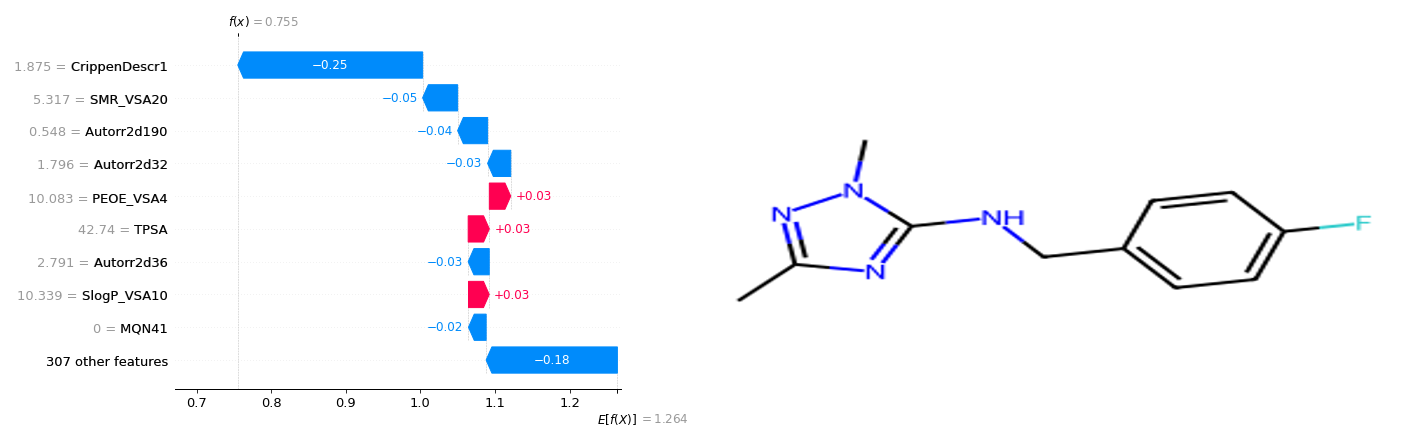 f(x) = 0.755
1.875 = CrippenDescr1
−0.25
5.317 = SMR_VSA20
−0.05
0.548 = Autorr2d190
−0.04
1.796 = Autorr2d32
−0.03
10.083 = PEOE_VSA4
+0.03
42.74 = TPSA
+0.03
2.791 = Autorr2d36
−0.03
10.339 = SlogP_VSA10
+0.03
0 = MQN41
−0.02
307 other features
−0.18
0.7 0.8 0.9 1.0 1.1 1.2
E[f(X)] = 1.264
N
N
N
NH
F